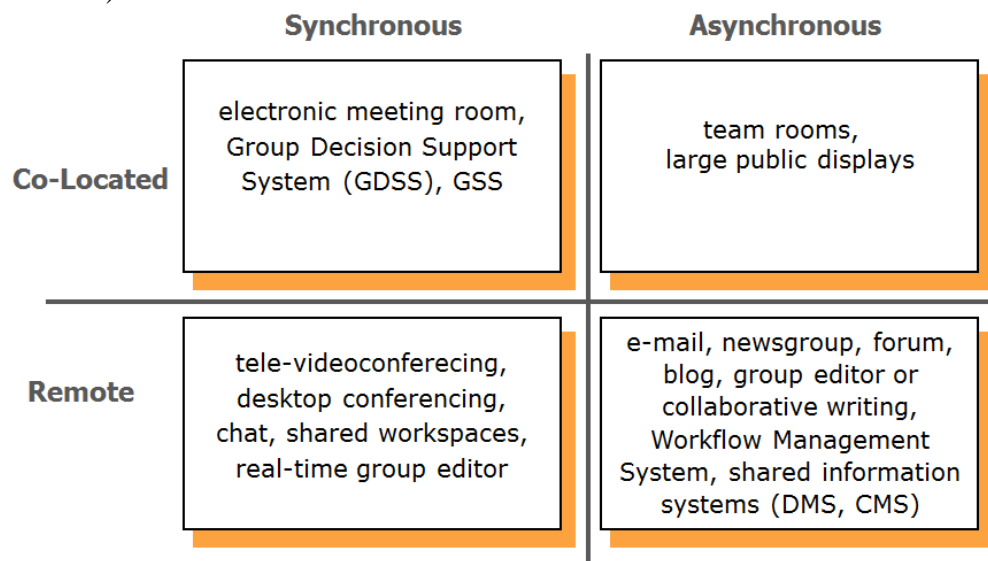 Synchronous
Asynchronous
electronic meeting room,
Group Decision Support
System (GDSS), GSS
team rooms,
large public displays
Co-Located
tele-videoconferecing,
desktop conferencing,
chat, shared workspaces,
real-time group editor
e-mail, newsgroup, forum,
blog, group editor or
collaborative writing,
Workflow Management
System, shared information
systems (DMS, CMS)
Remote